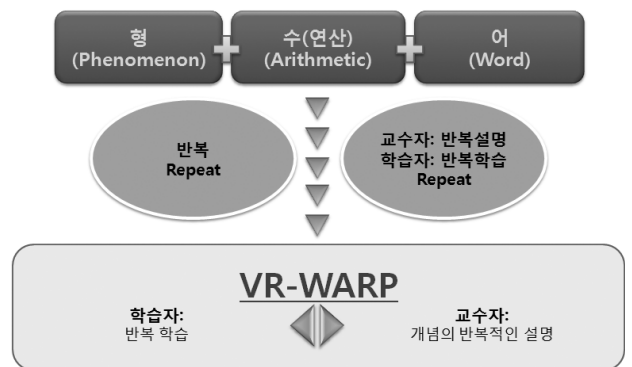 형
(Phenomenon)
수(연산)
(Arithmetic)
어
(Word)
반복
Repeat
교수자: 반복설명
학습자: 반복학습
Repeat
VR-WARP
학습자:
반복 학습
교수자:
개념의 반복적인 설명